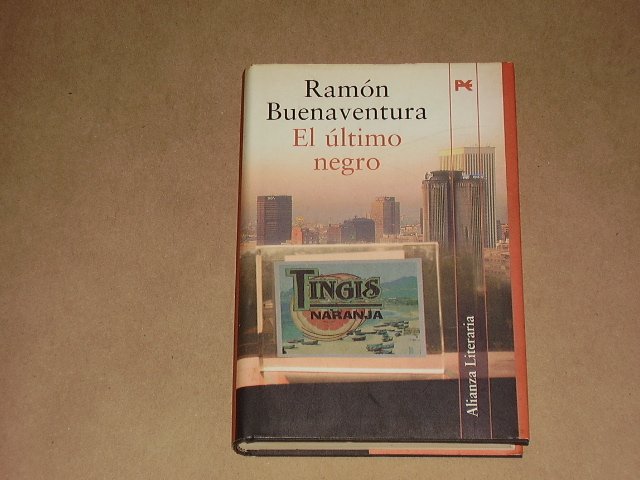 Ramón
Buenaventura
El último
negro
TINGIS
NARANJA
Alianza Literaria